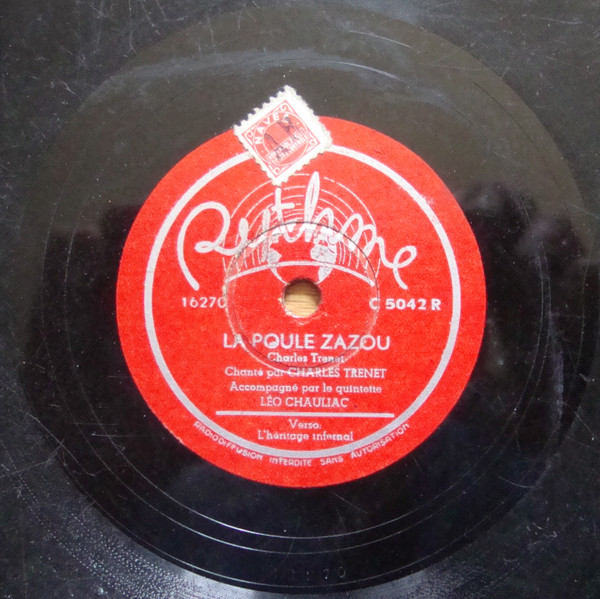 Rythme
16270
C 5042 R
LA POULE ZAZOU
Charles Trenet
Chanté par CHARLES TRENET
Accompagné par le quintette
LÉO CHAULIAC
Verso:
L'héritage infernal
RADIODIFFUSION INTERDITE SANS AUTORISATION